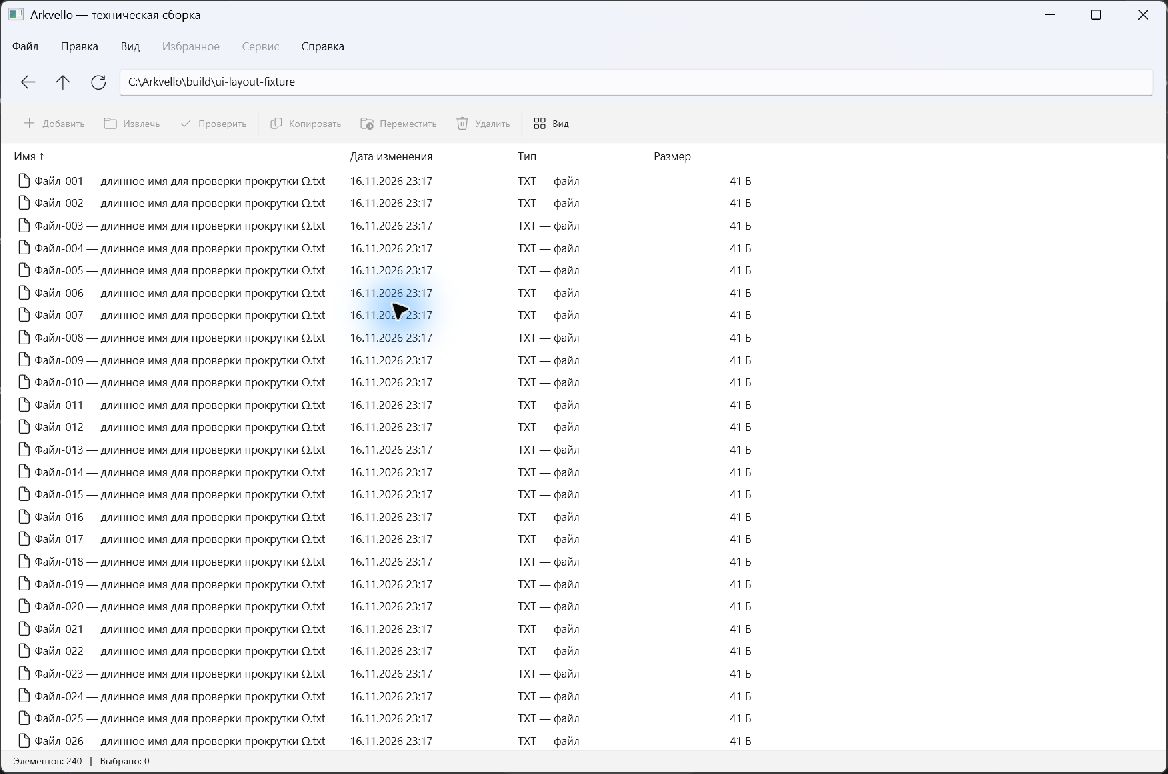 Arkvello — техническая сборка
Файл Правка Вид Избранное Сервис Справка
C:\Arkvello\build\ui-layout-fixture
Добавить Извлечь Проверить Копировать Переместить Удалить Вид
Имя ↑ Дата изменения Тип Размер
Файл-001 — длинное имя для проверки прокрутки Ω.txt 16.11.2026 23:17 TXT — файл 41 Б
Файл-002 — длинное имя для проверки прокрутки Ω.txt 16.11.2026 23:17 TXT — файл 41 Б
Файл-003 — длинное имя для проверки прокрутки Ω.txt 16.11.2026 23:17 TXT — файл 41 Б
Файл-004 — длинное имя для проверки прокрутки Ω.txt 16.11.2026 23:17 TXT — файл 41 Б
Файл-005 — длинное имя для проверки прокрутки Ω.txt 16.11.2026 23:17 TXT — файл 41 Б
Файл-006 — длинное имя для проверки прокрутки Ω.txt 16.11.2026 23:17 TXT — файл 41 Б
Файл-007 — длинное имя для проверки прокрутки Ω.txt 16.11.2026 23:17 TXT — файл 41 Б
Файл-008 — длинное имя для проверки прокрутки Ω.txt 16.11.2026 23:17 TXT — файл 41 Б
Файл-009 — длинное имя для проверки прокрутки Ω.txt 16.11.2026 23:17 TXT — файл 41 Б
Файл-010 — длинное имя для проверки прокрутки Ω.txt 16.11.2026 23:17 TXT — файл 41 Б
Файл-011 — длинное имя для проверки прокрутки Ω.txt 16.11.2026 23:17 TXT — файл 41 Б
Файл-012 — длинное имя для проверки прокрутки Ω.txt 16.11.2026 23:17 TXT — файл 41 Б
Файл-013 — длинное имя для проверки прокрутки Ω.txt 16.11.2026 23:17 TXT — файл 41 Б
Файл-014 — длинное имя для проверки прокрутки Ω.txt 16.11.2026 23:17 TXT — файл 41 Б
Файл-015 — длинное имя для проверки прокрутки Ω.txt 16.11.2026 23:17 TXT — файл 41 Б
Файл-016 — длинное имя для проверки прокрутки Ω.txt 16.11.2026 23:17 TXT — файл 41 Б
Файл-017 — длинное имя для проверки прокрутки Ω.txt 16.11.2026 23:17 TXT — файл 41 Б
Файл-018 — длинное имя для проверки прокрутки Ω.txt 16.11.2026 23:17 TXT — файл 41 Б
Файл-019 — длинное имя для проверки прокрутки Ω.txt 16.11.2026 23:17 TXT — файл 41 Б
Файл-020 — длинное имя для проверки прокрутки Ω.txt 16.11.2026 23:17 TXT — файл 41 Б
Файл-021 — длинное имя для проверки прокрутки Ω.txt 16.11.2026 23:17 TXT — файл 41 Б
Файл-022 — длинное имя для проверки прокрутки Ω.txt 16.11.2026 23:17 TXT — файл 41 Б
Файл-023 — длинное имя для проверки прокрутки Ω.txt 16.11.2026 23:17 TXT — файл 41 Б
Файл-024 — длинное имя для проверки прокрутки Ω.txt 16.11.2026 23:17 TXT — файл 41 Б
Файл-025 — длинное имя для проверки прокрутки Ω.txt 16.11.2026 23:17 TXT — файл 41 Б
Файл-026 — длинное имя для проверки прокрутки Ω.txt 16.11.2026 23:17 TXT — файл 41 Б
Элементов: 240 | Выбрано: 0